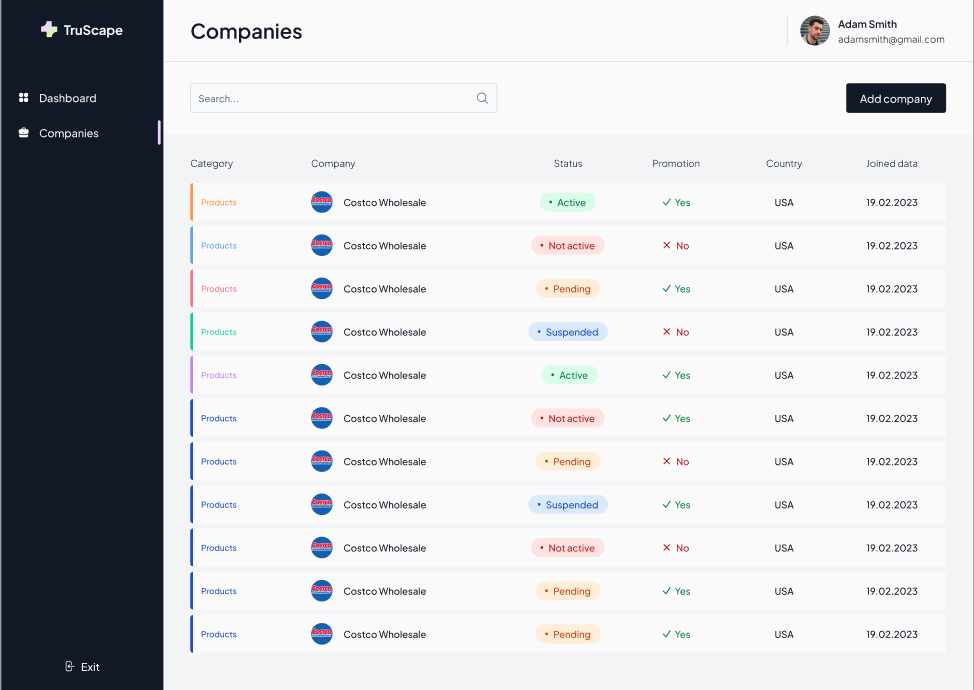 TruScape
Companies
Adam Smith
adamsmith@gmail.com
Dashboard
Companies
Search...
Add company
Category Company Status Promotion Country Joined data
Products Costco Wholesale • Active Yes USA 19.02.2023
Products Costco Wholesale • Not active No USA 19.02.2023
Products Costco Wholesale • Pending Yes USA 19.02.2023
Products Costco Wholesale • Suspended No USA 19.02.2023
Products Costco Wholesale • Active Yes USA 19.02.2023
Products Costco Wholesale • Not active Yes USA 19.02.2023
Products Costco Wholesale • Pending No USA 19.02.2023
Products Costco Wholesale • Suspended Yes USA 19.02.2023
Products Costco Wholesale • Not active No USA 19.02.2023
Products Costco Wholesale • Pending Yes USA 19.02.2023
Products Costco Wholesale • Pending Yes USA 19.02.2023
Exit